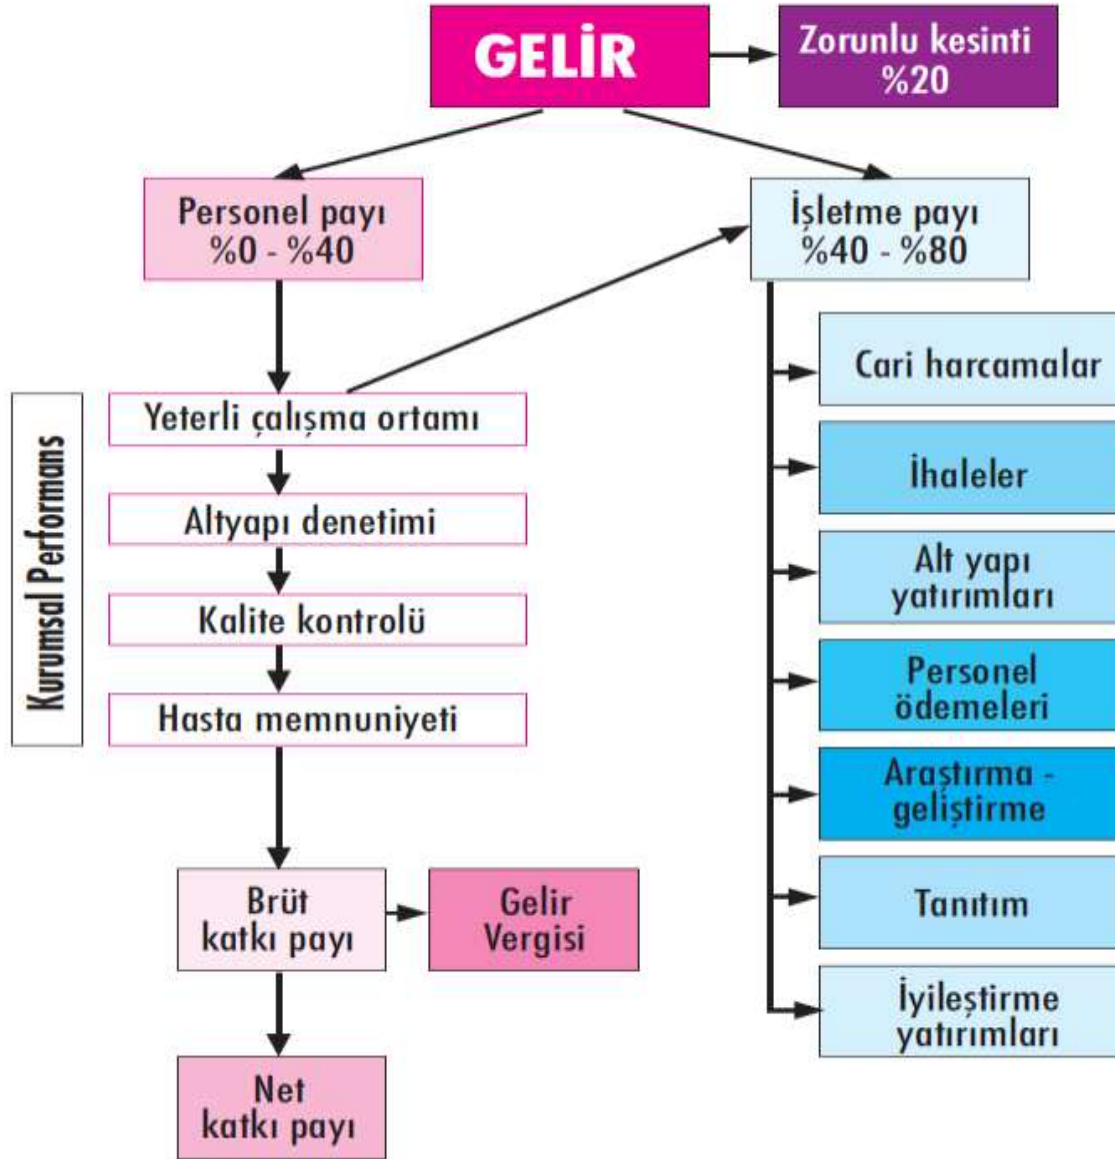 GELİR
Zorunlu kesinti
%20
Personel payı
%0 - %40
İşletme payı
%40 - %80
Kurumsal Performans
Yeterli çalışma ortamı
Altyapı denetimi
Kalite kontrolü
Hasta memnuniyeti
Brüt
katkı payı
Gelir
Vergisi
Net
katkı payı
Cari harcamalar
İhaleler
Alt yapı
yatırımları
Personel
ödemeleri
Araştırma -
geliştirme
Tanıtım
İyileştirme
yatırımları